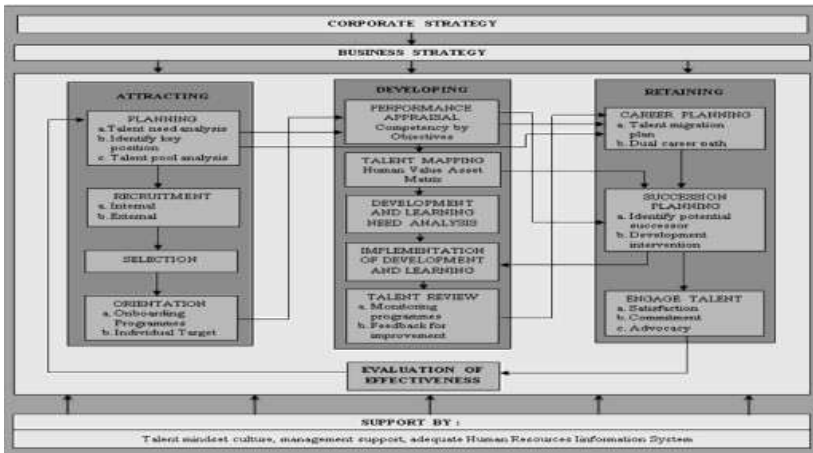 CORPORATE STRATEGY
BUSINESS STRATEGY
ATTRACTING
PLANNING
a.Talent need analysis
b. Identify key
position
c. Talent pool analysis
RECRUITMENT
a. Internal
b. External
SELECTION
ORIENTATION
a. Onboarding
Programmes
b. Individual Target
DEVELOPING
PERFORMANCE
APPRAISAL
Competency by
Objectives
TALENT MAPPING
Human Value Asset
Matrix
DEVELOPMENT
AND LEARNING
NEED ANALYSIS
IMPLEMENTATION
OF DEVELOPMENT
AND LEARNING
TALENT REVIEW
a. Monitoring
programmes
b. Feedback for
improvement
RETAINING
CAREER PLANNING
a. Talent migration
plan
b. Dual career path
SUCCESSION
PLANNING
a. Identify potential
successor
b. Development
intervention
ENGAGE TALENT
a. Satisfaction
b. Commitment
c. Advocacy
EVALUATION OF
EFFECTIVENESS
SUPPORT BY :
Talent mindset culture, management support, adequate Human Resources Iinformation System